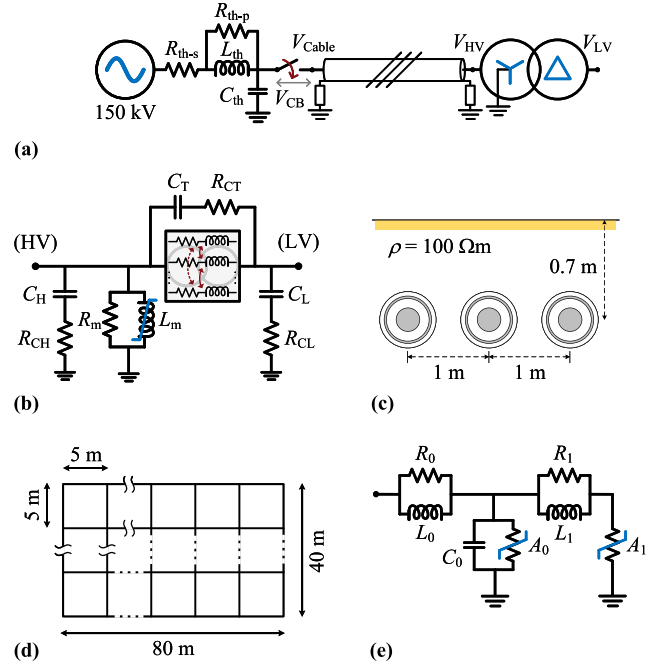 R_th-p
R_th-s
L_th
V_Cable
V_HV
V_LV
C_th
V_CB
150 kV
(a)
C_T
R_CT
(HV)
(LV)
C_H
R_m
L_m
C_L
R_CH
R_CL
(b)
ρ = 100 Ωm
0.7 m
1 m
1 m
(c)
5 m
5 m
40 m
80 m
(d)
R_0
R_1
L_0
L_1
C_0
A_0
A_1
(e)